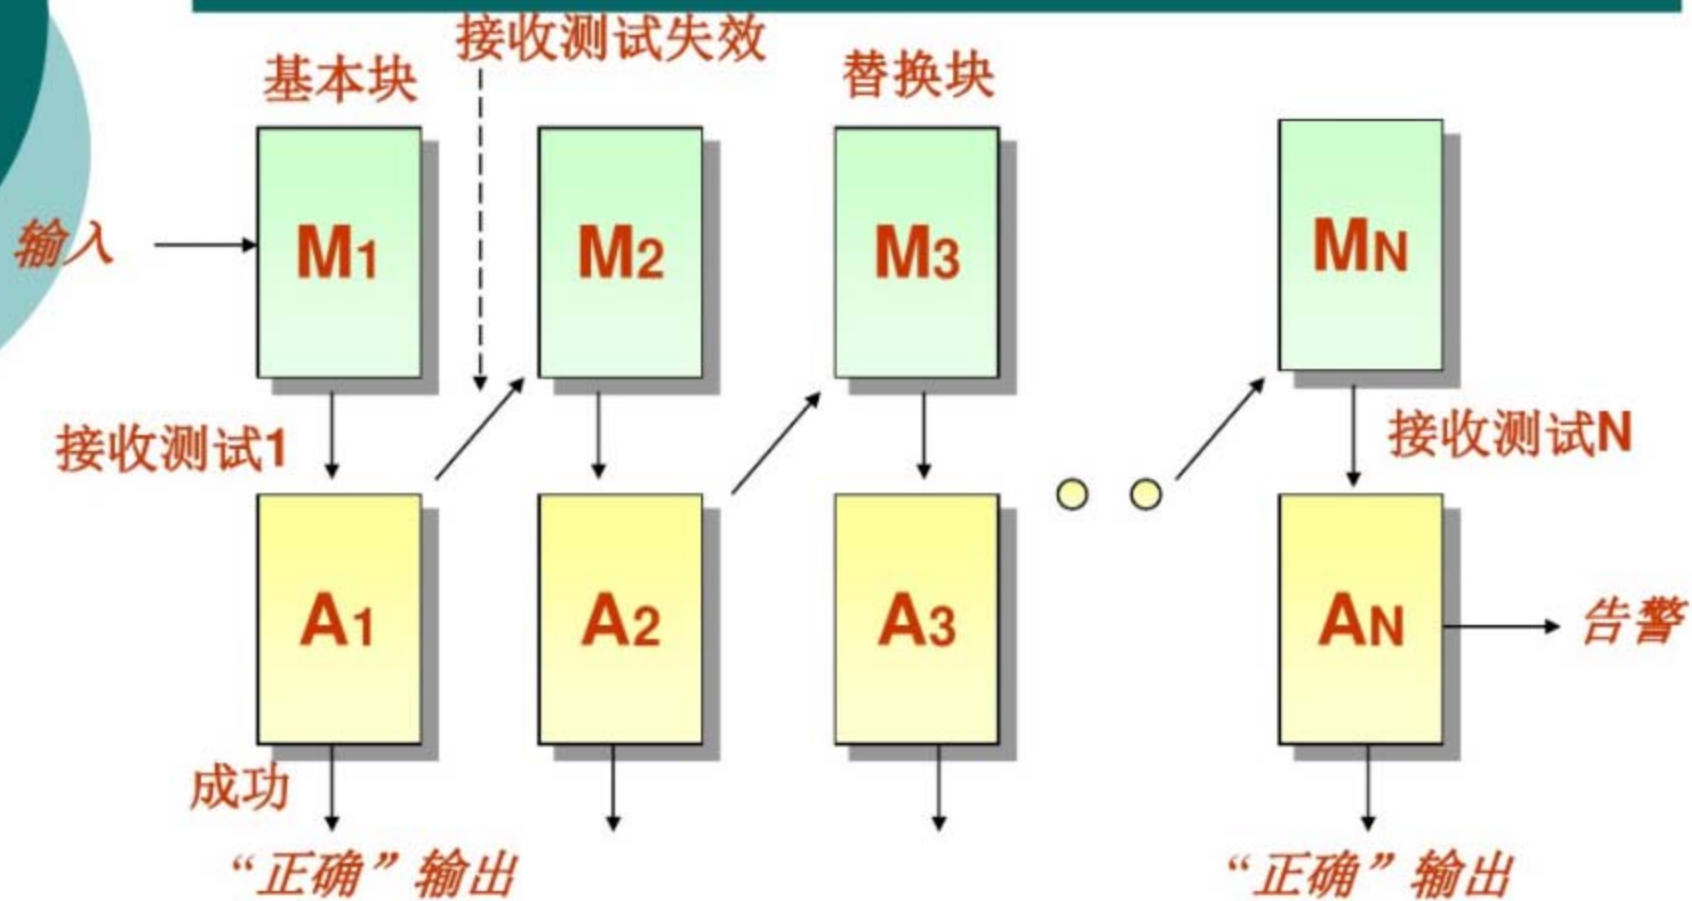 接收测试失效
基本块
替换块
输入
M1
M2
M3
MN
接收测试1
接收测试N
A1
A2
A3
AN
告警
成功
“正确”输出
“正确”输出